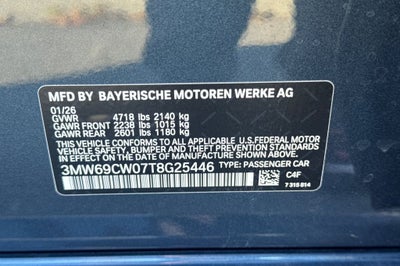 MFD BY BAYERISCHE MOTOREN WERKE AG
01/26
GVWR 4718 lbs 2140 kg
GAWR FRONT 2238 lbs 1015 kg
GAWR REAR 2601 lbs 1180 kg
THIS VEHICLE CONFORMS TO ALL APPLICABLE U.S.FEDERAL MOTOR
VEHICLE SAFETY, BUMPER, AND THEFT PREVENTION STANDARDS
IN EFFECT ON THE DATE OF MANUFACTURE SHOWN ABOVE.
3MW69CW07T8G25446 TYPE: PASSENGER CAR
C4F
7 315 814